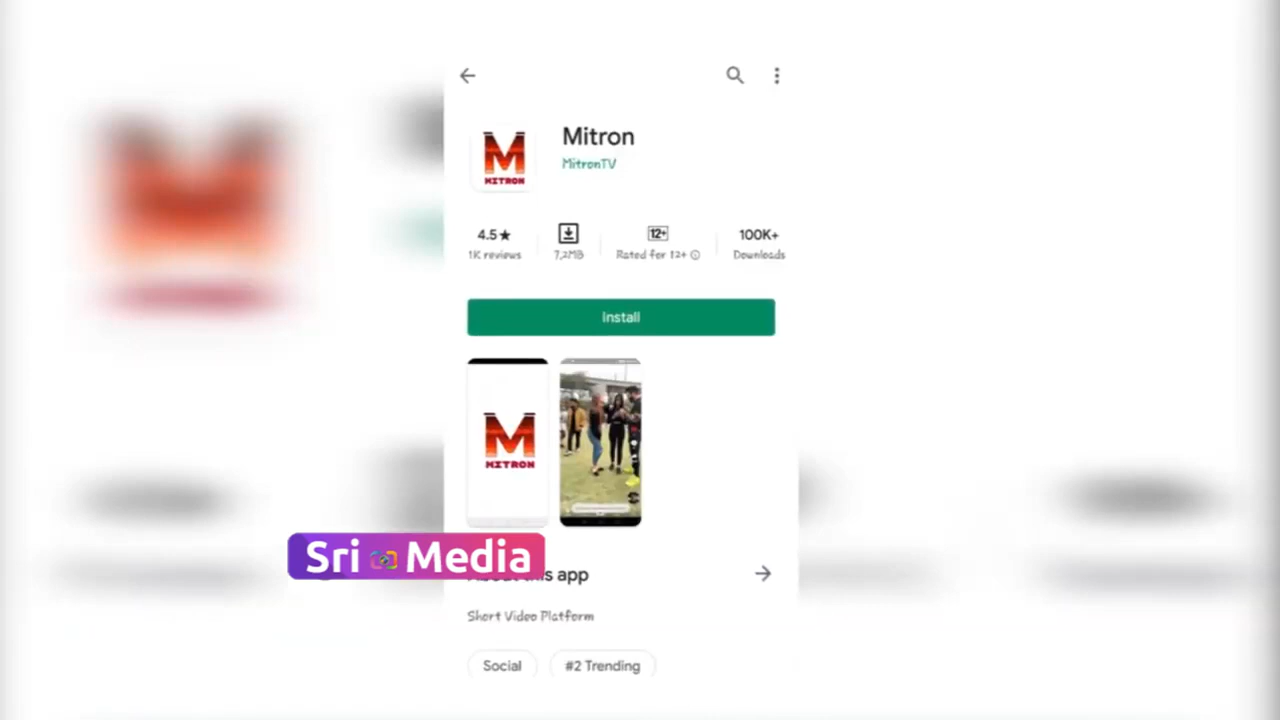 Mitron
MitronTV
M
MITRON
4.5★
1K reviews
7.2MB
12+
Rated for 12+
100K+
Downloads
Install
M
MITRON
Sri Media
this app
Short Video Platform
Social
#2 Trending